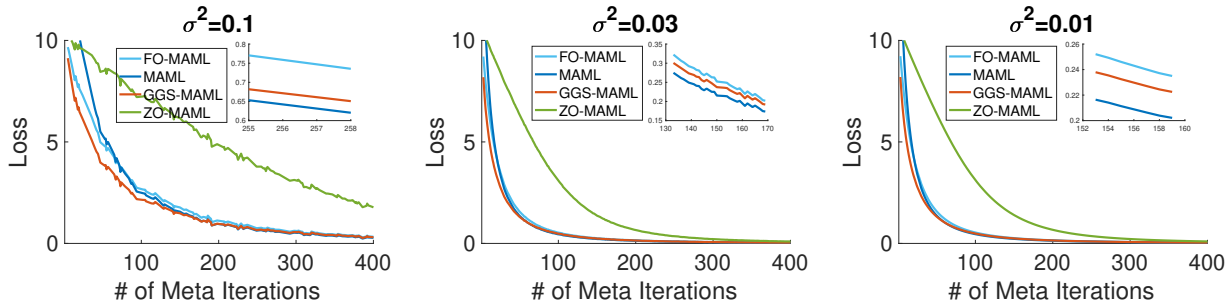 σ²=0.1
10
5
0
Loss
FO-MAML
MAML
GGS-MAML
ZO-MAML
0.8
0.75
0.7
0.65
0.6
255 256 257 258
100 200 300 400
# of Meta Iterations
σ²=0.03
10
5
0
Loss
FO-MAML
MAML
GGS-MAML
ZO-MAML
0.35
0.3
0.25
0.2
0.15
130 140 150 160 170
100 200 300 400
# of Meta Iterations
σ²=0.01
10
5
0
Loss
FO-MAML
MAML
GGS-MAML
ZO-MAML
0.26
0.24
0.22
0.2
152 154 156 158 160
100 200 300 400
# of Meta Iterations